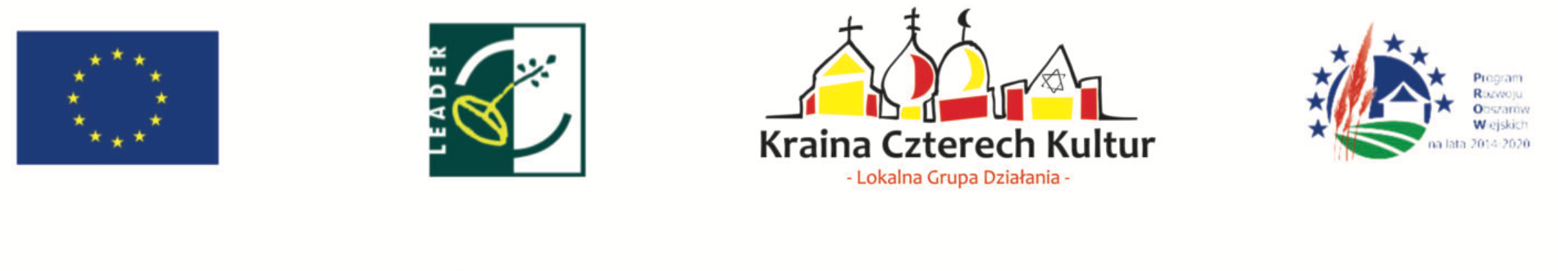 LEADER
Kraina Czterech Kultur
- Lokalna Grupa Działania -
Program
Rozwoju
Obszarów
Wiejskich
na lata 2014-2020